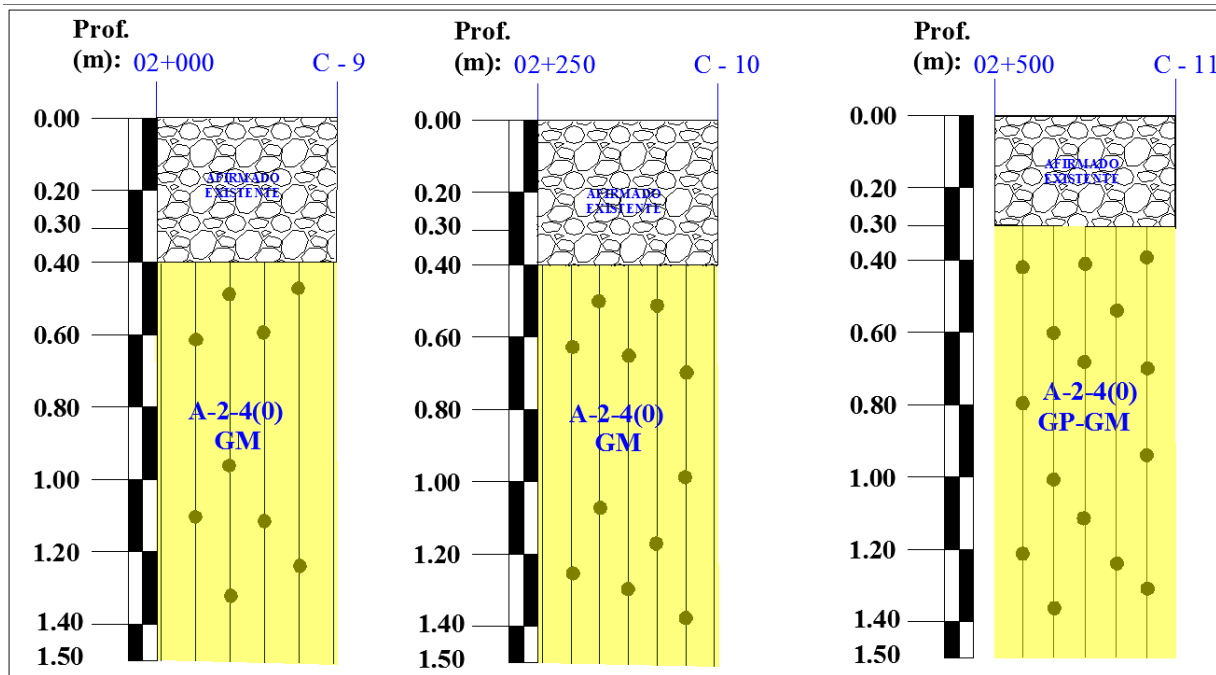 Prof.
(m): 02+000 C - 9
0.00
0.20
0.30
0.40
0.60
0.80
1.00
1.20
1.40
1.50
AFIRMADO
EXISTENTE
A-2-4(0)
GM
Prof.
(m): 02+250 C - 10
0.00
0.20
0.30
0.40
0.60
0.80
1.00
1.20
1.40
1.50
AFIRMADO
EXISTENTE
A-2-4(0)
GM
Prof.
(m): 02+500 C - 11
0.00
0.20
0.30
0.40
0.60
0.80
1.00
1.20
1.40
1.50
AFIRMADO
EXISTENTE
A-2-4(0)
GP-GM